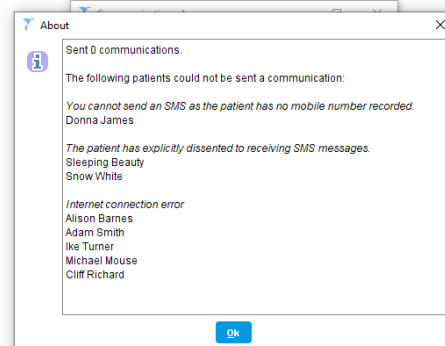 About
Sent 0 communications.
The following patients could not be sent a communication:
You cannot send an SMS as the patient has no mobile number recorded.
Donna James
The patient has explicitly dissented to receiving SMS messages.
Sleeping Beauty
Snow White
Internet connection error
Alison Barnes
Adam Smith
Ike Turner
Michael Mouse
Cliff Richard
Ok